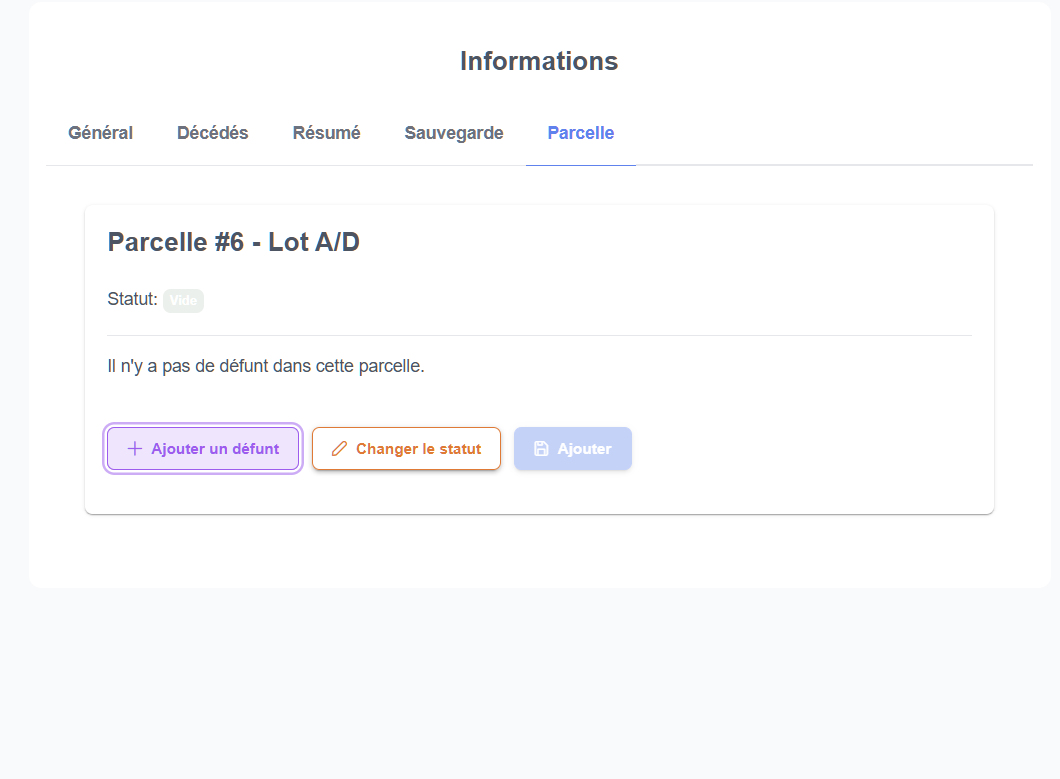 Informations
Général Décédés Résumé Sauvegarde Parcelle
Parcelle #6 - Lot A/D
Statut: Vide
Il n'y a pas de défunt dans cette parcelle.
Ajouter un défunt Changer le statut Ajouter